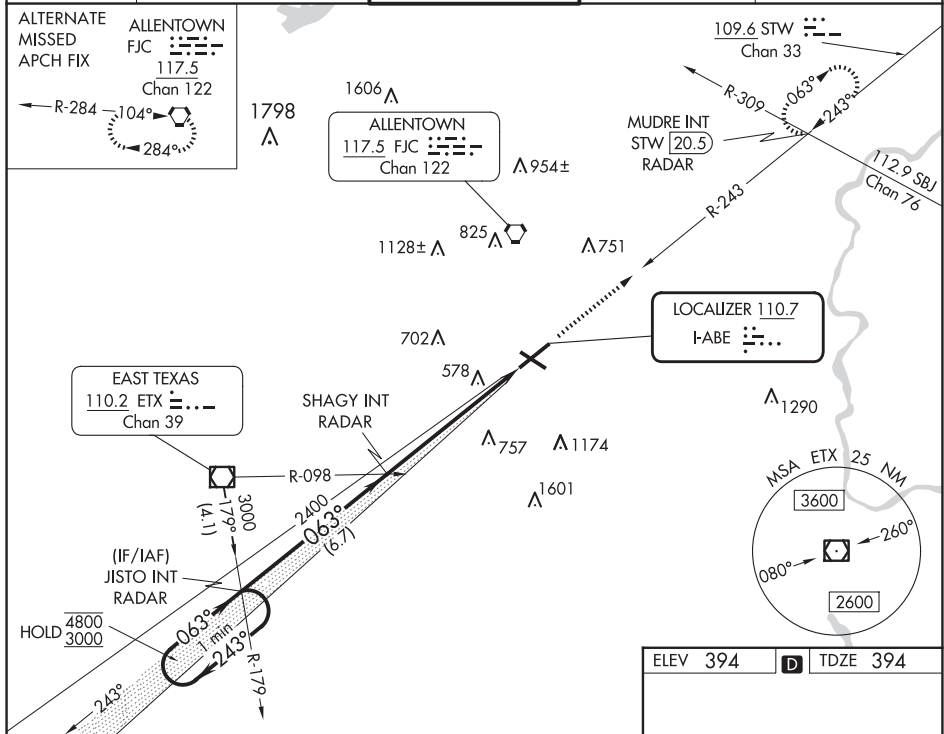 ALTERNATE
MISSED
APCH FIX
ALLENTOWN
FJC
117.5
Chan 122
R-284
104°
284°
1798
1606
ALLENTOWN
117.5 FJC
Chan 122
954±
825
1128±
751
109.6 STW
Chan 33
R-309
063°
243°
MUDRE INT
STW 20.5
RADAR
112.9 SBJ
Chan 76
R-243
LOCALIZER 110.7
I-ABE
702
578
EAST TEXAS
110.2 ETX
Chan 39
SHAGY INT
RADAR
757
1174
1290
1601
R-098
3000
179°
(4.1)
2400
063°
(6.7)
(IF/IAF)
JISTO INT
RADAR
HOLD 4800
3000
063°
1 min
243°
R-179
243°
MSA ETX 25 NM
3600
260°
080°
2600
ELEV 394 D TDZE 394